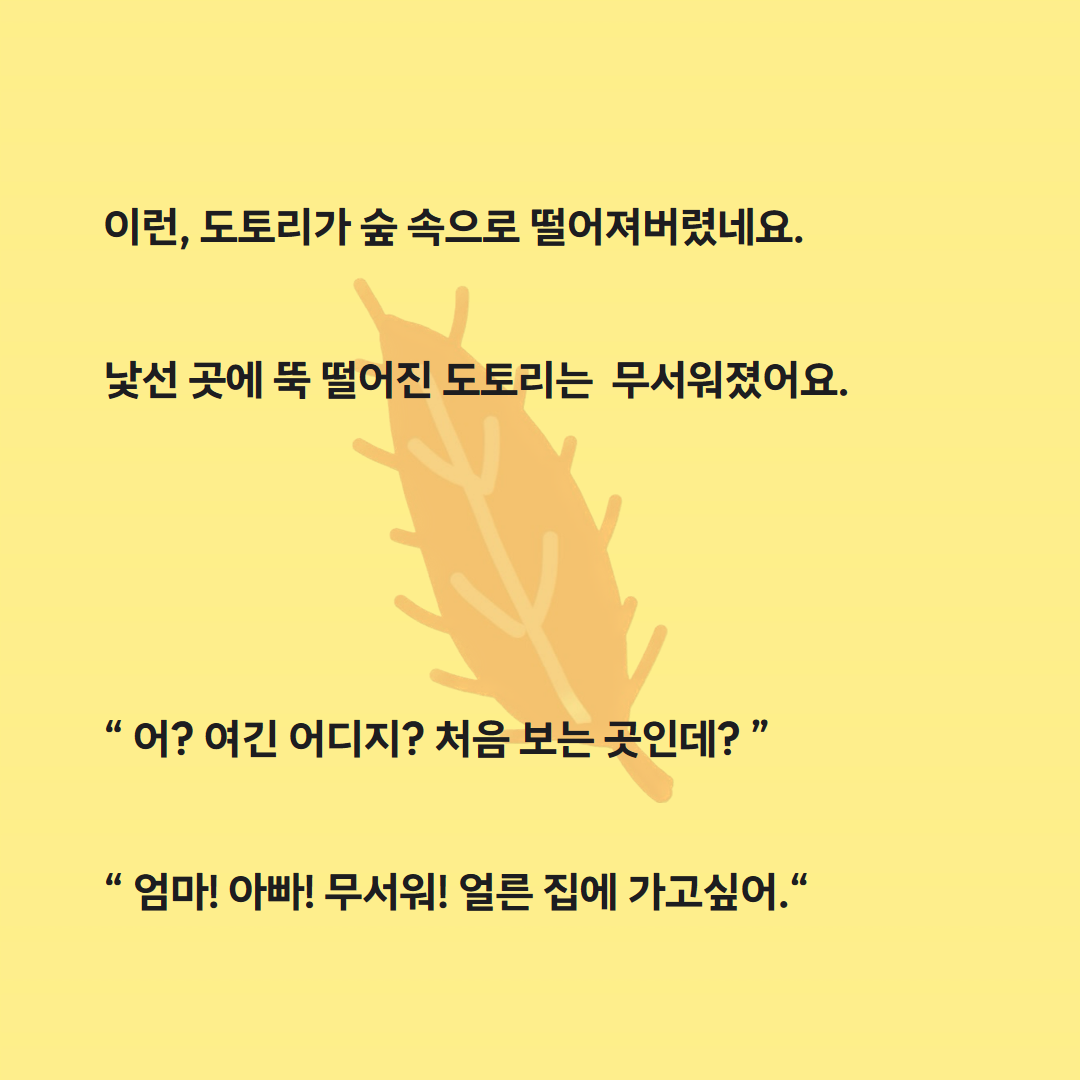 이런, 도토리가 숲 속으로 떨어져버렸네요.
낯선 곳에 뚝 떨어진 도토리는  무서워졌어요.
“ 어? 여긴 어디지? 처음 보는 곳인데? ”
“ 엄마! 아빠! 무서워! 얼른 집에 가고싶어.“